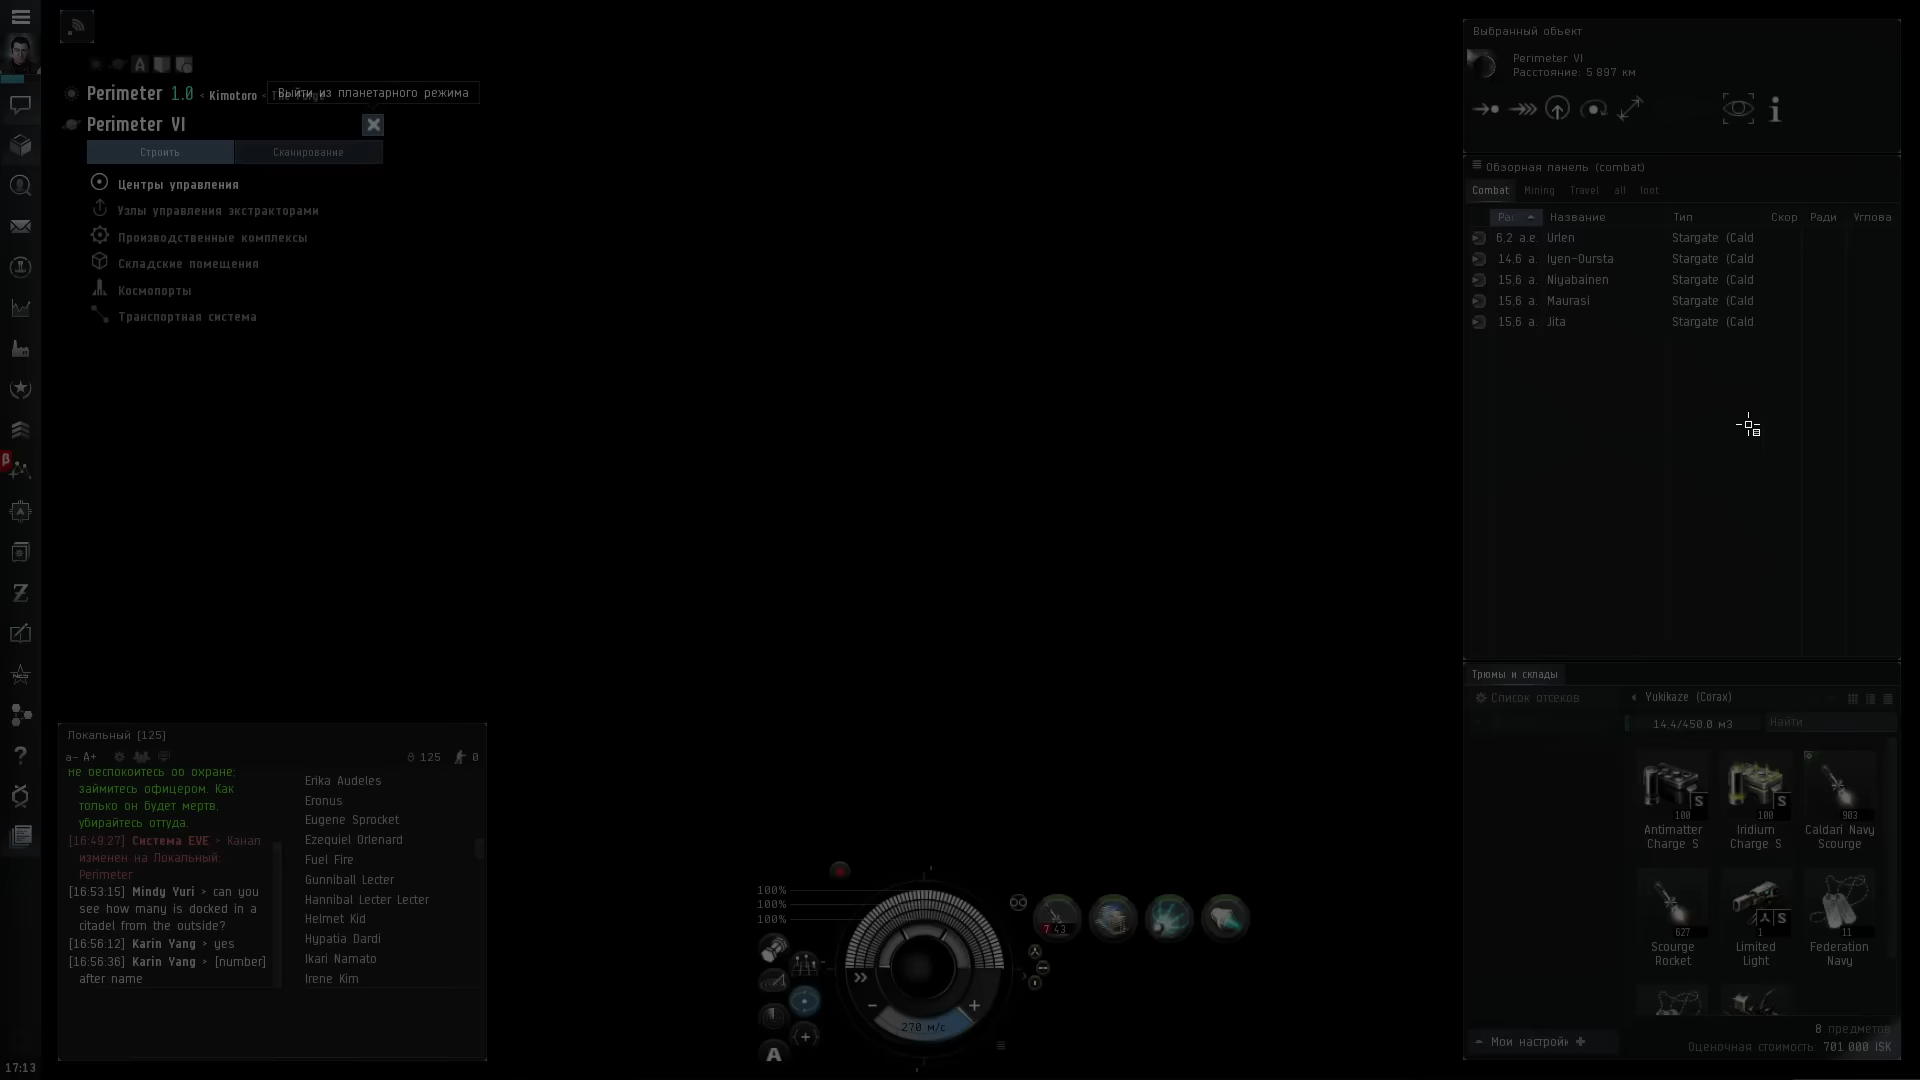 Perimeter 1.0 < Kimotoro <
Выйти из планетарного режима
Perimeter VI
Строить
Сканирование
Центры управления
Узлы управления экстракторами
Производственные комплексы
Складские помещения
Космопорты
Транспортная система
Выбранный объект
Perimeter VI
Расстояние: 5 897 км
Обзорная панель (combat)
Combat Mining Travel all loot
Рас Название Тип Скор Ради Углова
6,2 а.е. Urlen Stargate (Cald
14,6 а. Iyen-Oursta Stargate (Cald
15,6 а. Niyabainen Stargate (Cald
15,6 а. Maurasi Stargate (Cald
15,6 а. Jita Stargate (Cald
Трюмы и склады
Список отсеков
Yukikaze (Corax)
14,4/450,0 м3
Найти
100
Antimatter
Charge S
100
Iridium
Charge S
903
Caldari Navy
Scourge
627
Scourge
Rocket
1
Limited
Light
11
Federation
Navy
8 предметов
Мои настройк
Оценочная стоимость: 701 000 ISK
Локальный [125]
a- A+
125
0
не беспокойтесь об охране;
займитесь офицером. Как
только он будет мертв,
убирайтесь оттуда.
[16:49:27] Система EVE > Канал
изменен на Локальный:
Perimeter
[16:53:15] Mindy Yuri > can you
see how many is docked in a
citadel from the outside?
[16:56:12] Karin Yang > yes
[16:56:36] Karin Yang > [number]
after name
Erika Audeles
Eronus
Eugene Sprocket
Ezequiel Orlenard
Fuel Fire
Gunniball Lecter
Hannibal Lecter Lecter
Helmet Kid
Hypatia Dardi
Ikari Namato
Irene Kim
100%
100%
100%
7 43
270 м/с
17:13